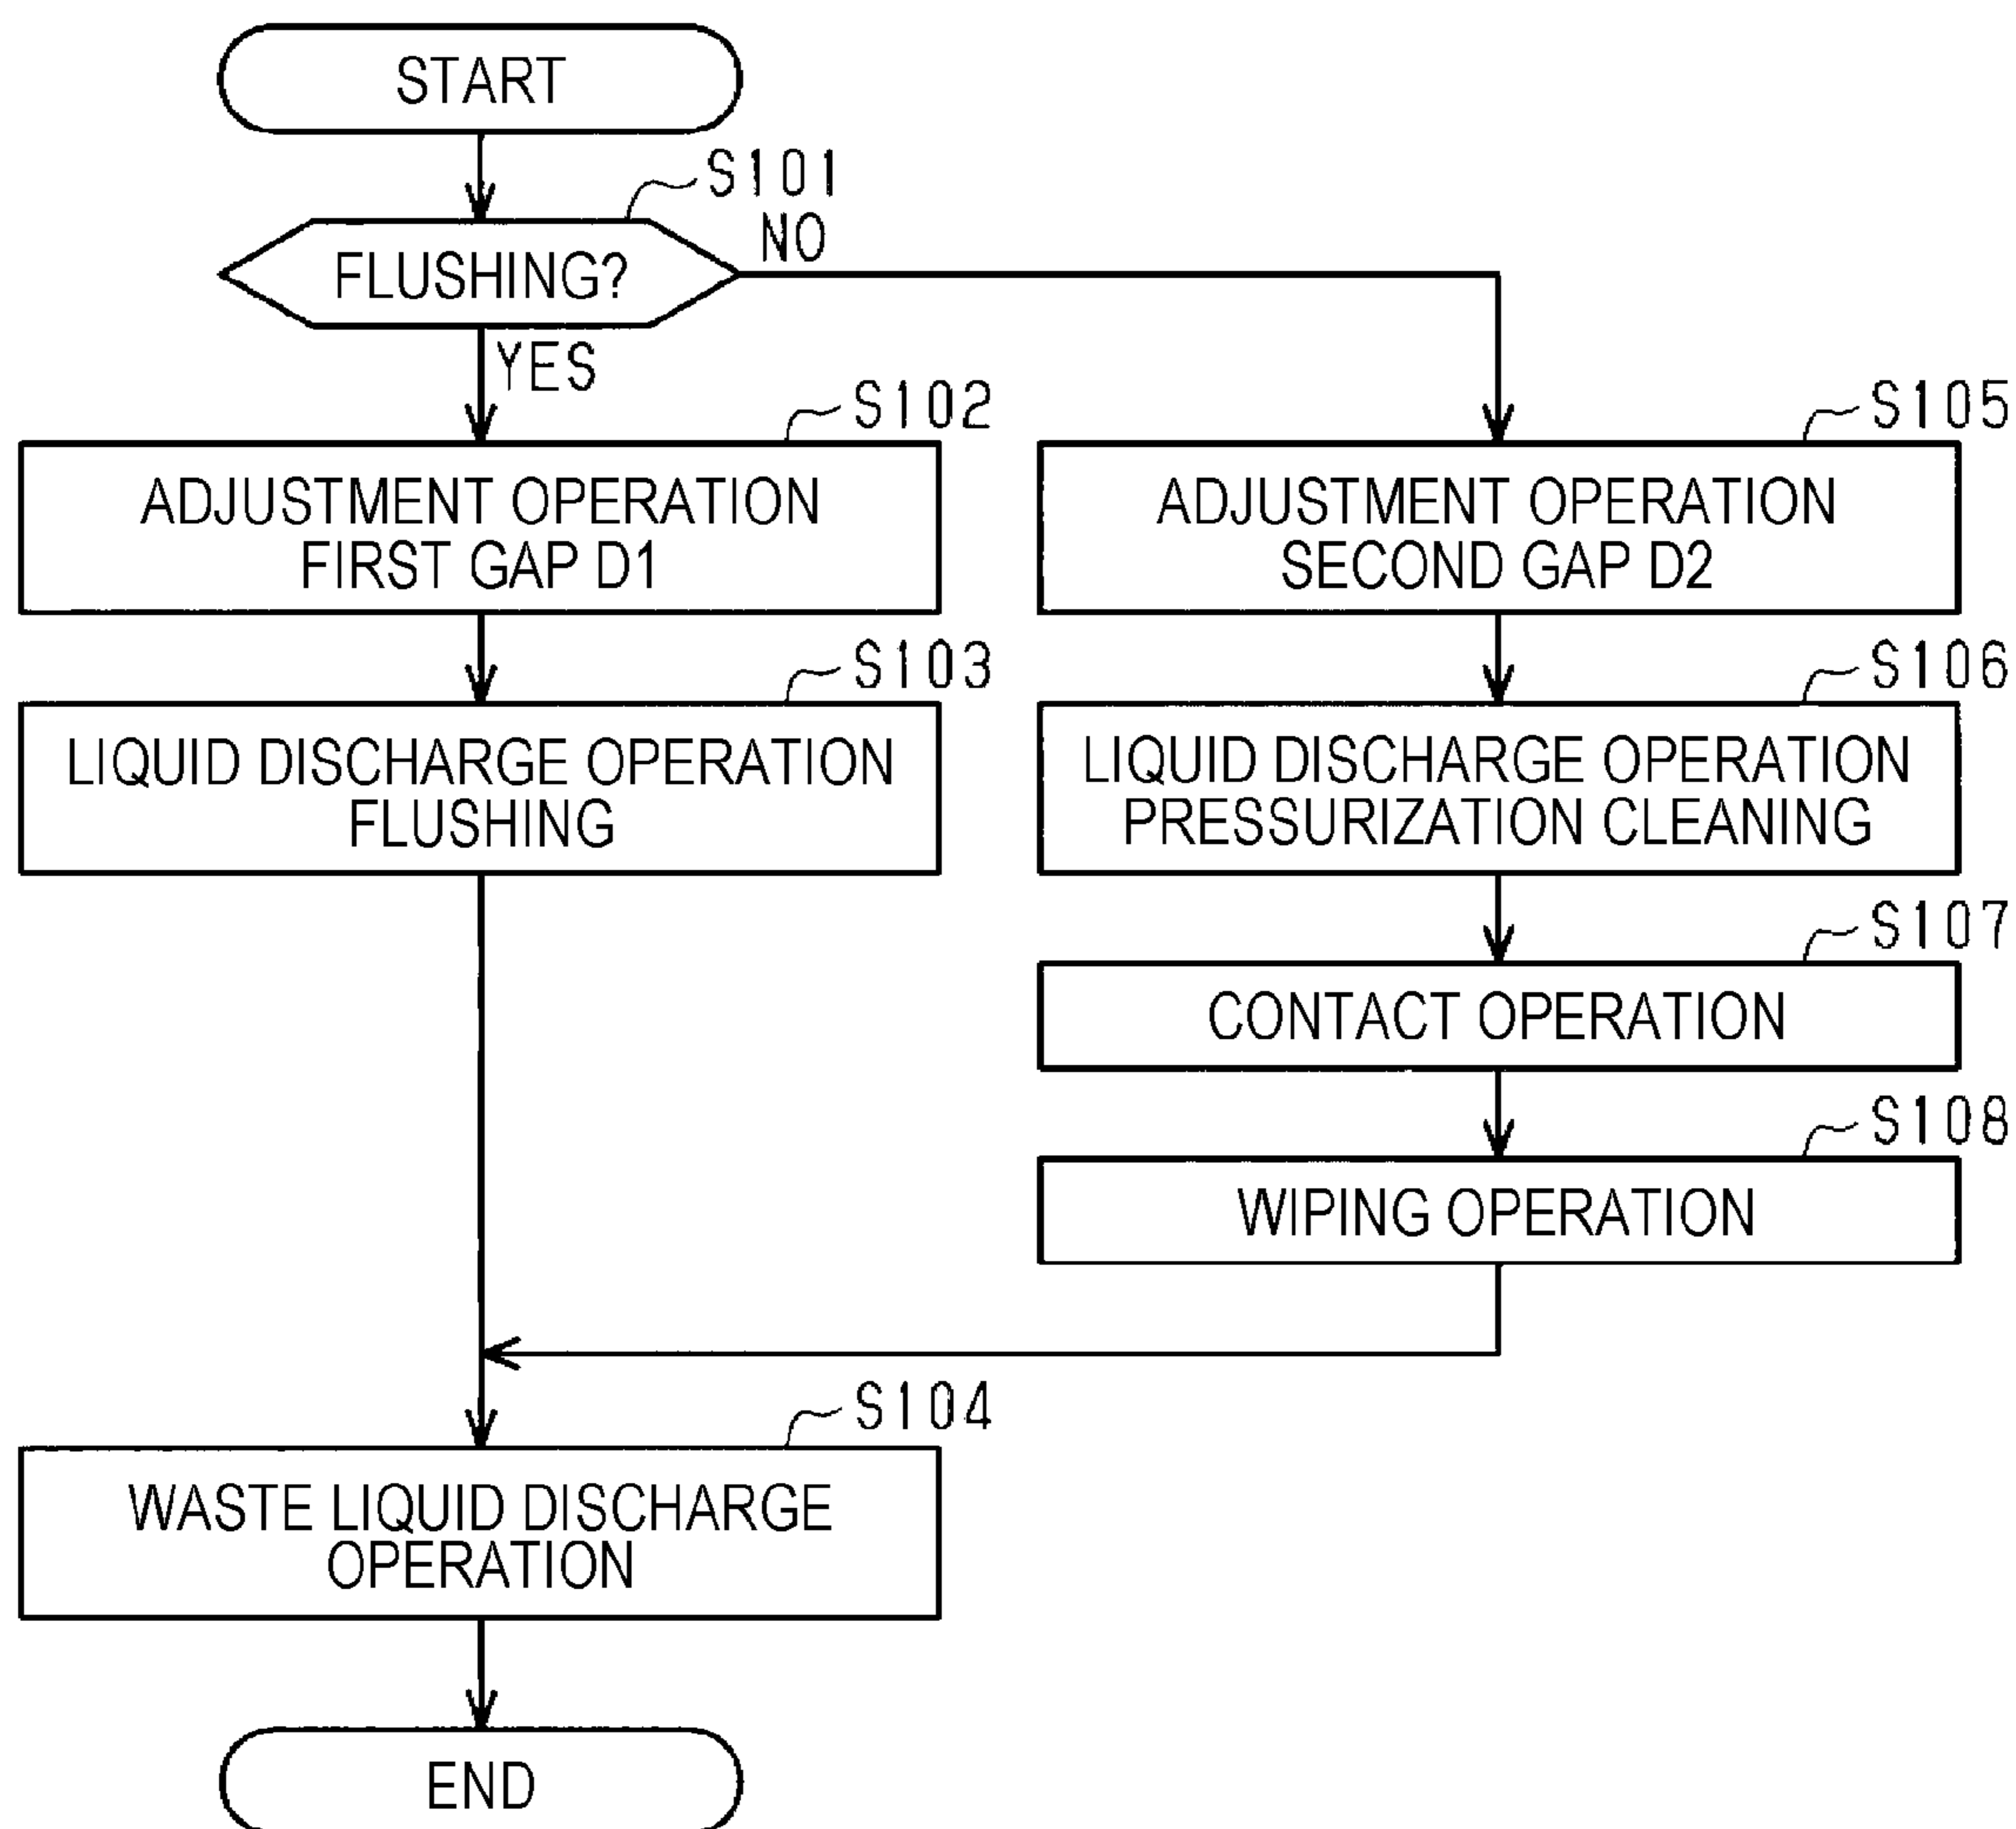 START
S101
NO
FLUSHING?
YES
S102
ADJUSTMENT OPERATION
FIRST GAP D1
S103
LIQUID DISCHARGE OPERATION
FLUSHING
S105
ADJUSTMENT OPERATION
SECOND GAP D2
S106
LIQUID DISCHARGE OPERATION
PRESSURIZATION CLEANING
S107
CONTACT OPERATION
S108
WIPING OPERATION
S104
WASTE LIQUID DISCHARGE
OPERATION
END